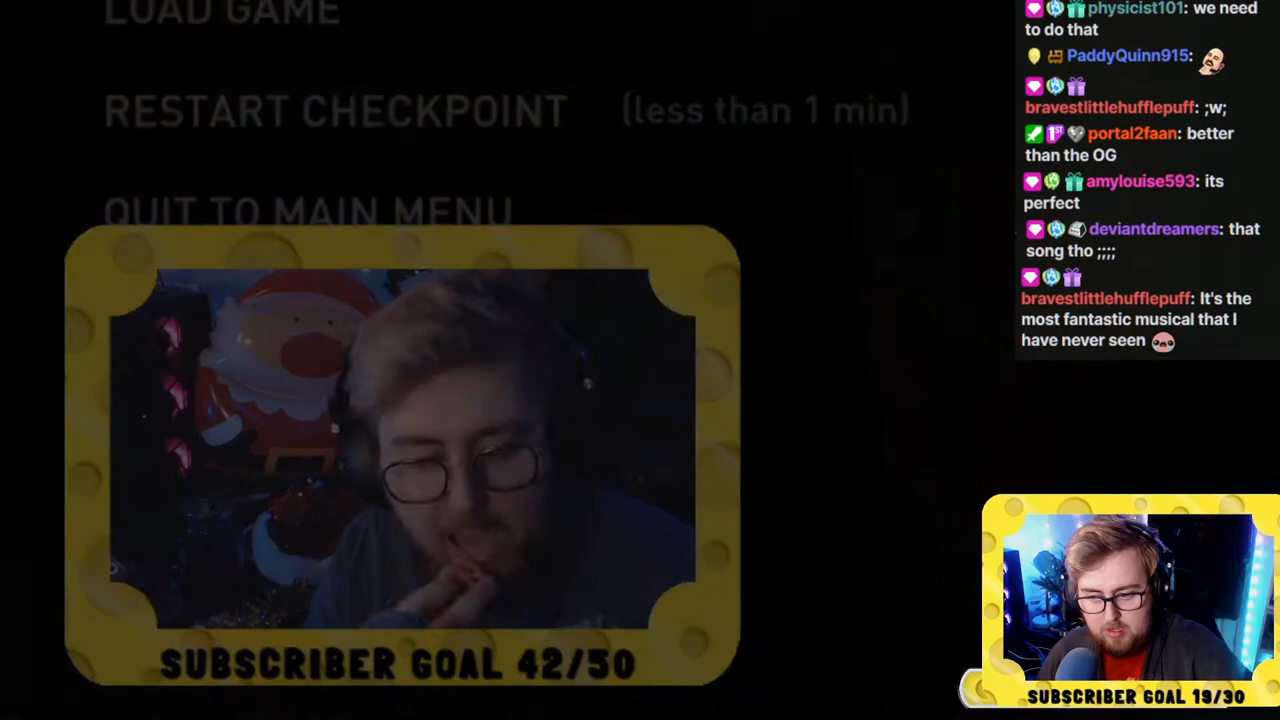 LOAD GAME
RESTART CHECKPOINT (less than 1 min)
QUIT TO MAIN MENU
SUBSCRIBER GOAL 42/50
physicist101: we need
to do that
PaddyQuinn915:
bravestlittlehufflepuff: ;w;
portal2faan: better
than the OG
amylouise593: its
perfect
deviantdreamers: that
song tho ;;;;
bravestlittlehufflepuff: It's the
most fantastic musical that I
have never seen
SUBSCRIBER GOAL 19/30